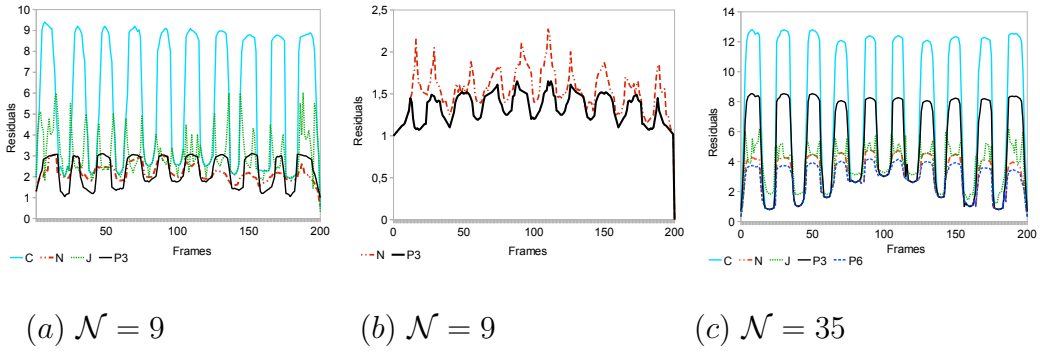 10
9
8
7
6
5
4
3
2
1
0
Residuals
50 100 150 200
Frames
C N J P3
2,5
2
1.5
1
0.5
0
Residuals
0 50 100 150 200
Frames
N P3
14
12
10
8
6
4
2
0
Residuals
0 50 100 150 200
Frames
C N J P3 P6
(a) 𝒩 = 9
(b) 𝒩 = 9
(c) 𝒩 = 35